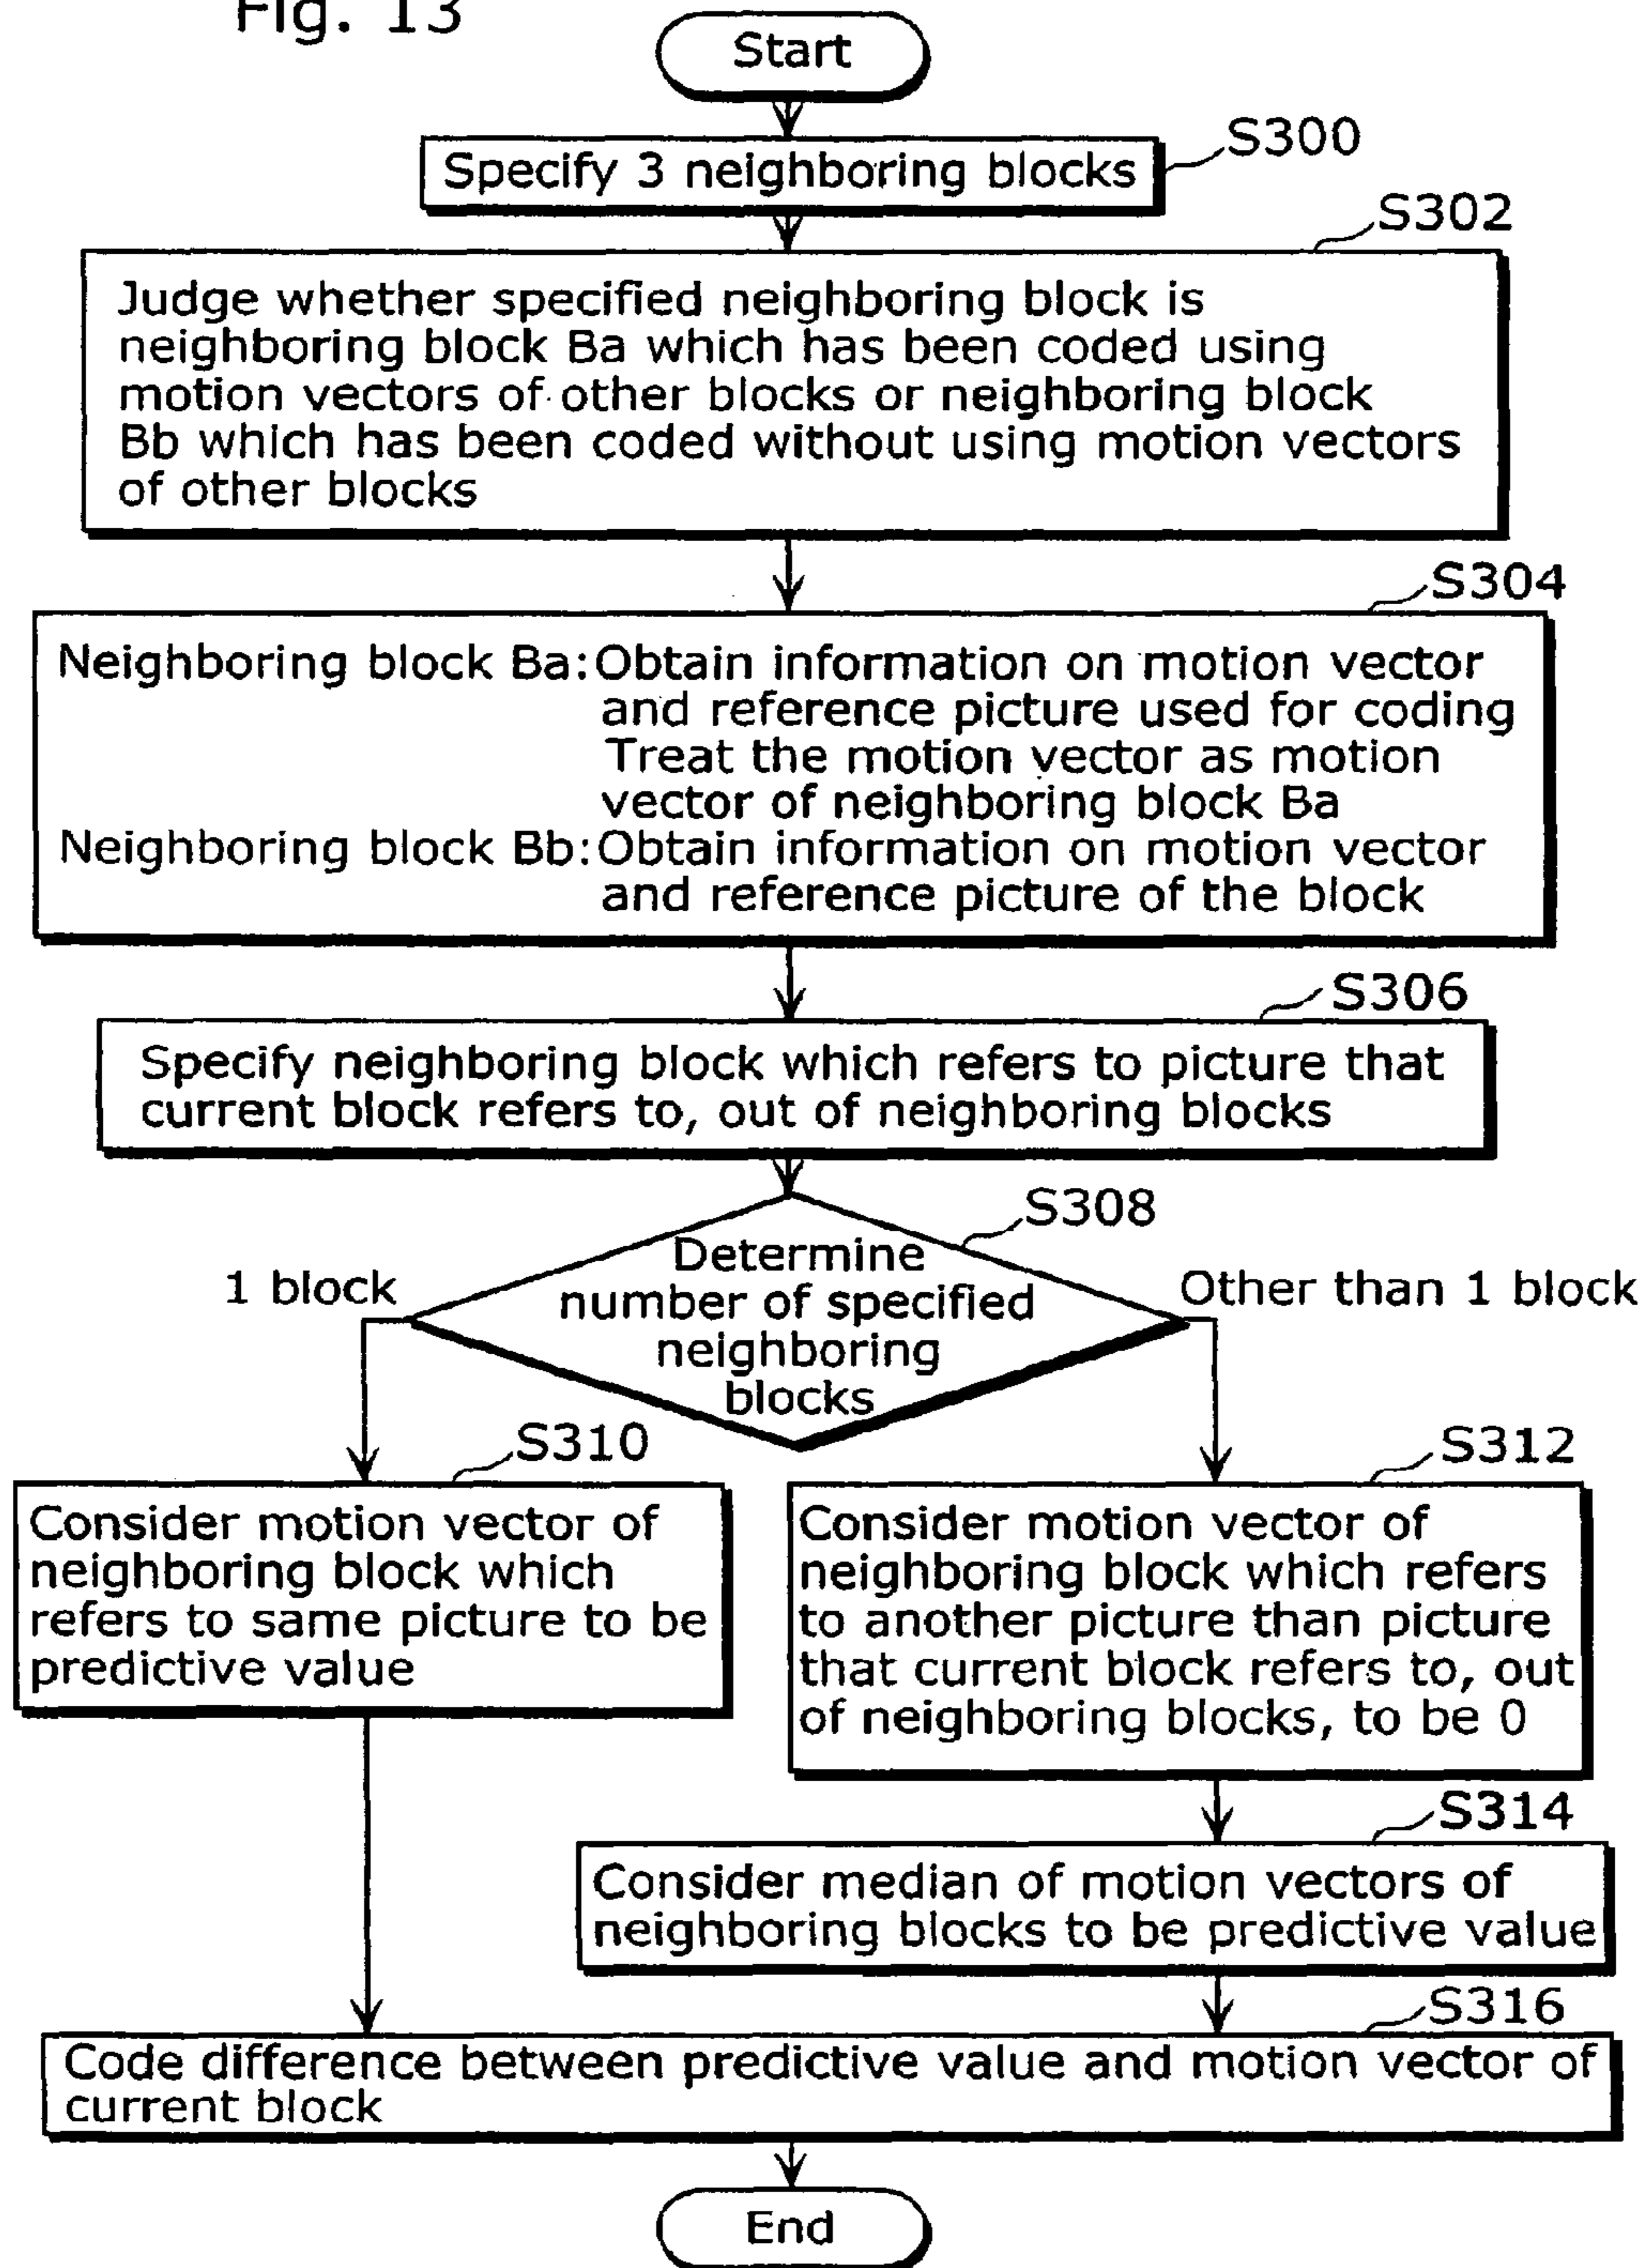 Fig. 13
Start
S300
Specify 3 neighboring blocks
S302
Judge whether specified neighboring block is
neighboring block Ba which has been coded using
motion vectors of other blocks or neighboring block
Bb which has been coded without using motion vectors
of other blocks
S304
Neighboring block Ba: Obtain information on motion vector
and reference picture used for coding
Treat the motion vector as motion
vector of neighboring block Ba
Neighboring block Bb: Obtain information on motion vector
and reference picture of the block
S306
Specify neighboring block which refers to picture that
current block refers to, out of neighboring blocks
S308
Determine
number of specified
neighboring
blocks
1 block
Other than 1 block
S310
Consider motion vector of
neighboring block which
refers to same picture to be
predictive value
S312
Consider motion vector of
neighboring block which refers
to another picture than picture
that current block refers to, out
of neighboring blocks, to be 0
S314
Consider median of motion vectors of
neighboring blocks to be predictive value
S316
Code difference between predictive value and motion vector of
current block
End